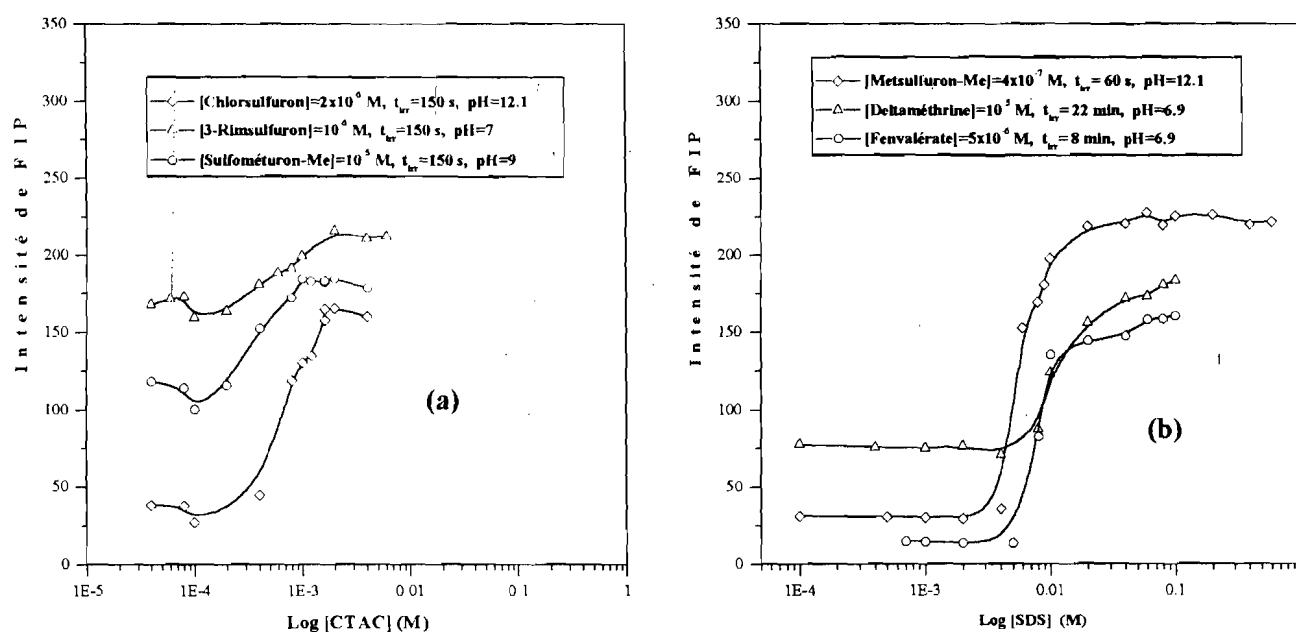 Intensité de FIP
350
300
250
200
150
100
50
0
[Chlorsulfuron]=2x10⁻⁶ M, t_irr=150 s, pH=12.1
[3-Rimsulfuron]=10⁻⁶ M, t_irr=150 s, pH=7
[Sulfométuron-Me]=10⁻⁵ M, t_irr=150 s, pH=9
(a)
1E-5 1E-4 1E-3 0.01 0.1 1
Log [CTAC] (M)
Intensité de FIP
350
300
250
200
150
100
50
0
[Metsulfuron-Me]=4x10⁻⁷ M, t_irr= 60 s, pH=12.1
[Deltaméthrine]=10⁻⁵ M, t_irr= 22 min, pH=6.9
[Fenvalérate]=5x10⁻⁶ M, t_irr= 8 min, pH=6.9
(b)
1E-4 1E-3 0.01 0.1
Log [SDS] (M)